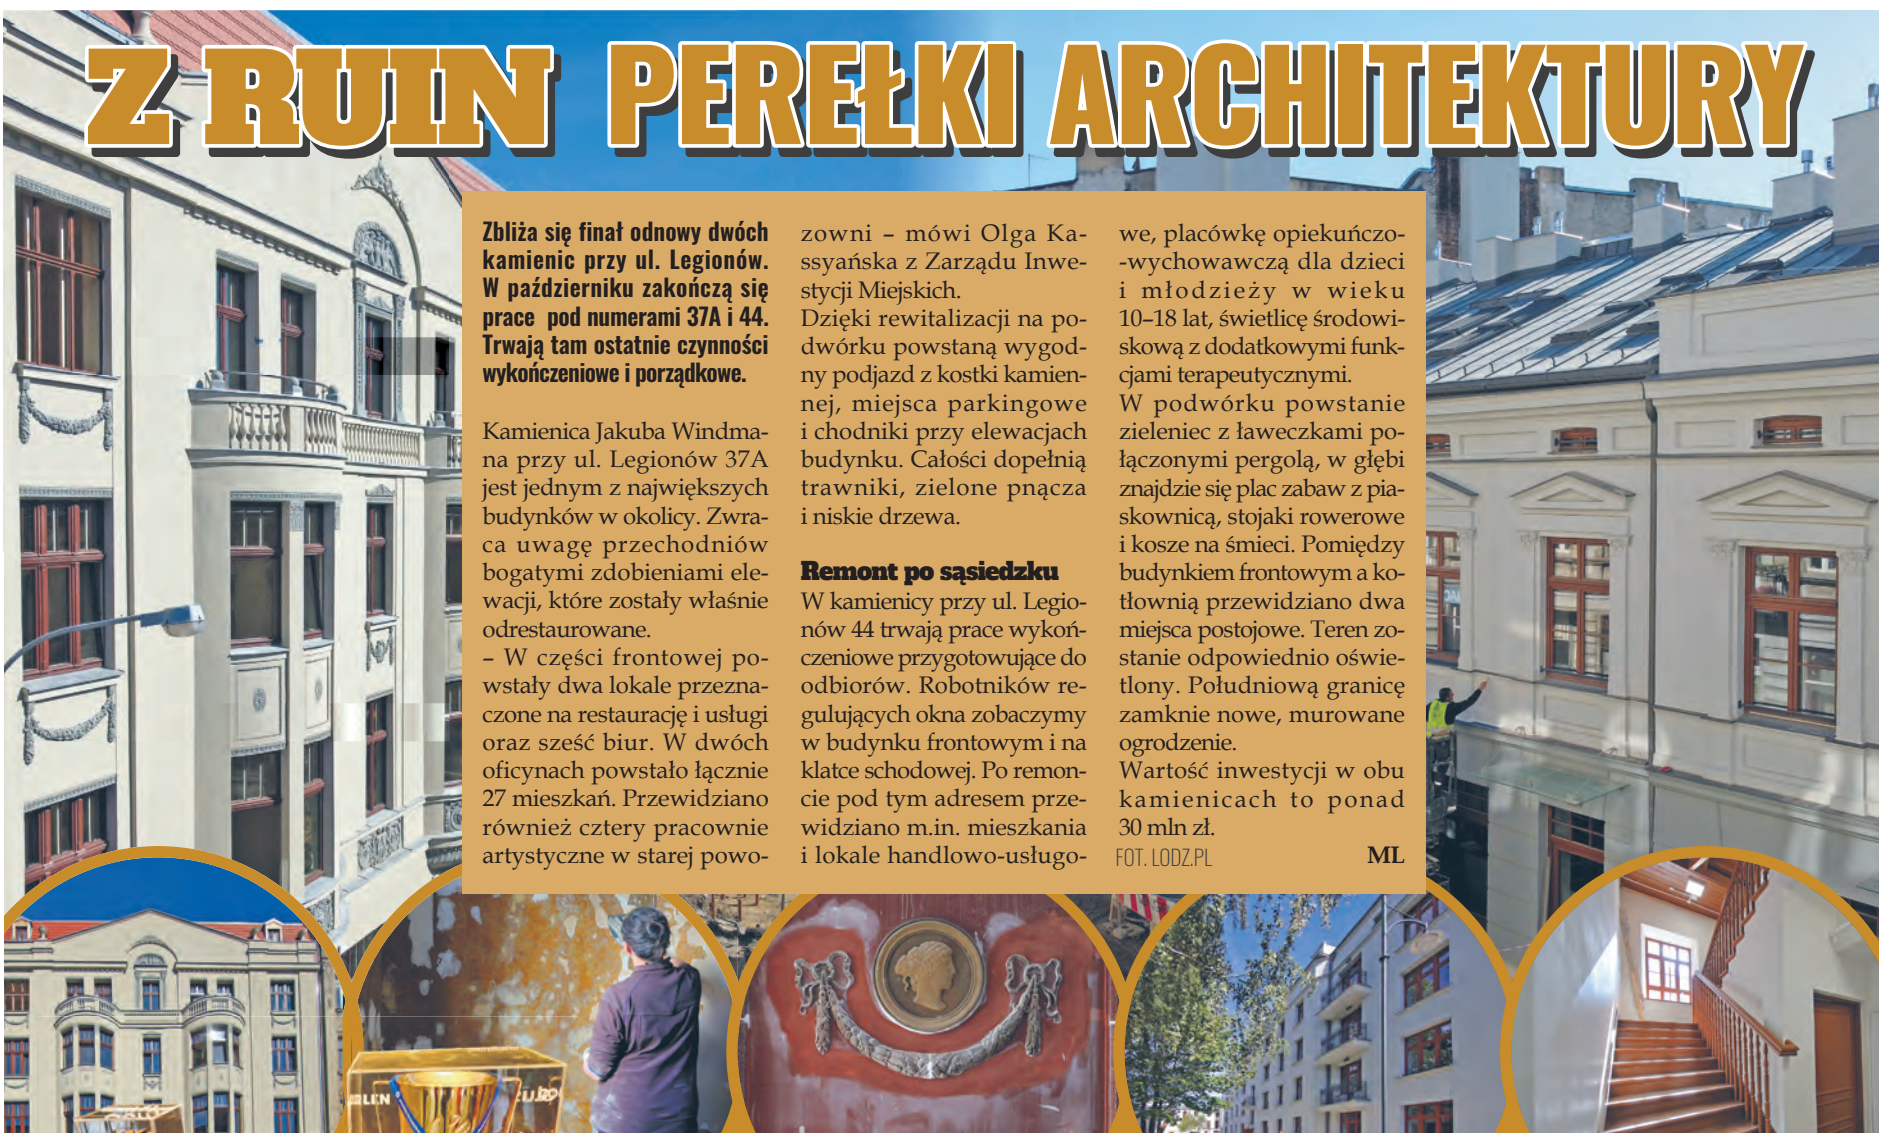 Z RUIN PEREŁKI ARCHITEKTURY
Zbliża się finał odnowy dwóch
kamienic przy ul. Legionów.
W październiku zakończą się
prace pod numerami 37A i 44.
Trwają tam ostatnie czynności
wykończeniowe i porządkowe.
Kamienica Jakuba Windma-
na przy ul. Legionów 37A
jest jednym z największych
budynków w okolicy. Zwra-
ca uwagę przechodniów
bogatymi zdobieniami ele-
wacji, które zostały właśnie
odrestaurowane.
– W części frontowej po-
wstały dwa lokale przezna-
czone na restaurację i usługi
oraz sześć biur. W dwóch
oficynach powstało łącznie
27 mieszkań. Przewidziano
również cztery pracownie
artystyczne w starej powo-
zowni – mówi Olga Ka-
ssyańska z Zarządu Inwe-
stycji Miejskich.
Dzięki rewitalizacji na po-
dwórku powstaną wygod-
ny podjazd z kostki kamien-
nej, miejsca parkingowe
i chodniki przy elewacjach
budynku. Całości dopełnią
trawniki, zielone pnącza
i niskie drzewa.
Remont po sąsiedzku
W kamienicy przy ul. Legio-
nów 44 trwają prace wykoń-
czeniowe przygotowujące do
odbiorów. Robotników re-
gulujących okna zobaczymy
w budynku frontowym i na
klatce schodowej. Po remon-
cie pod tym adresem prze-
widziano m.in. mieszkania
i lokale handlowo-usługo-
we, placówkę opiekuńczo-
-wychowawczą dla dzieci
i młodzieży w wieku
10–18 lat, świetlicę środowi-
skową z dodatkowymi funk-
cjami terapeutycznymi.
W podwórku powstanie
zieleniec z ławeczkami po-
łączonymi pergolą, w głębi
znajdzie się plac zabaw z pia-
skownicą, stojaki rowerowe
i kosze na śmieci. Pomiędzy
budynkiem frontowym a ko-
tłownią przewidziano dwa
miejsca postojowe. Teren zo-
stanie odpowiednio oświe-
tlony. Południową granicę
zamknie nowe, murowane
ogrodzenie.
Wartość inwestycji w obu
kamienicach to ponad
30 mln zł.
FOT. LODZ.PL ML